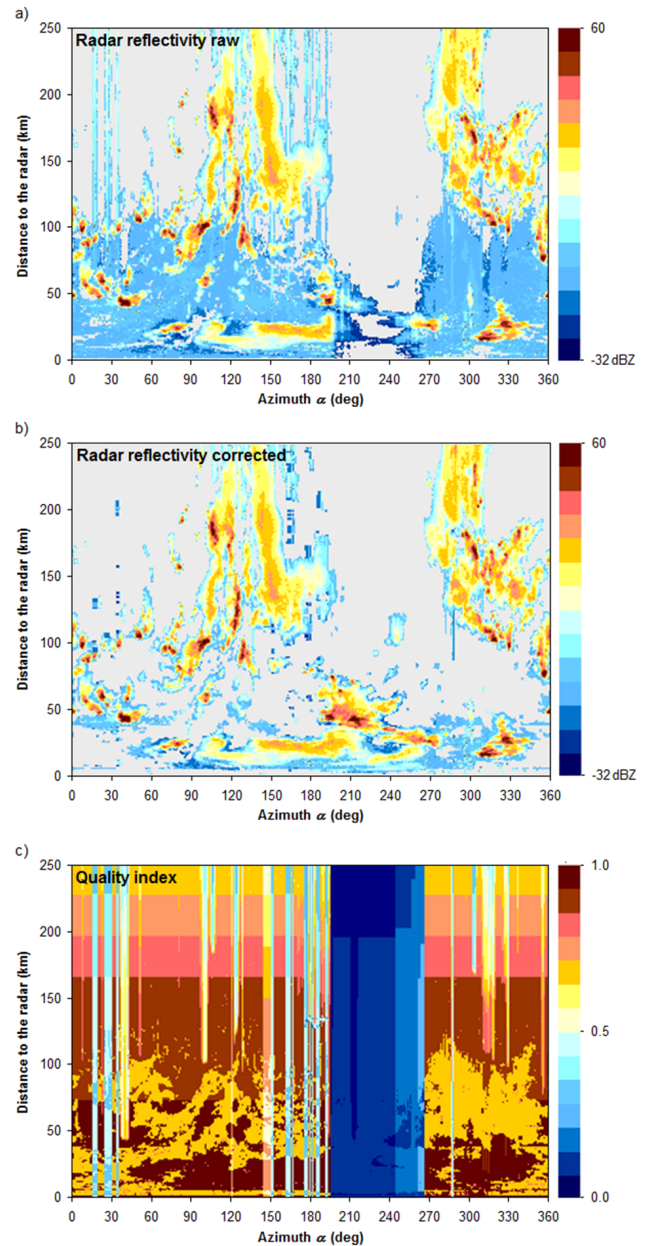 a)
Radar reflectivity raw
Distance to the radar (km)
250
200
150
100
50
0
0 30 60 90 120 150 180 210 240 270 300 330 360
Azimuth α (deg)
60
-32 dBZ
b)
Radar reflectivity corrected
Distance to the radar (km)
250
200
150
100
50
0
0 30 60 90 120 150 180 210 240 270 300 330 360
Azimuth α (deg)
60
-32 dBZ
c)
Quality index
Distance to the radar (km)
250
200
150
100
50
0
0 30 60 90 120 150 180 210 240 270 300 330 360
Azimuth α (deg)
1.0
0.5
0.0